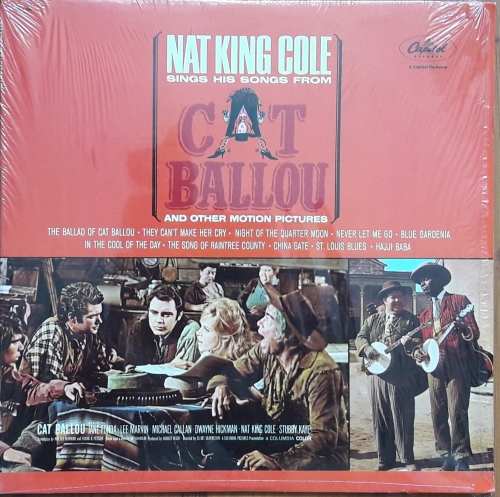 NAT KING COLE
Capitol
RECORDS
SINGS HIS SONGS FROM
CAT
BALLOU
AND OTHER MOTION PICTURES
THE BALLAD OF CAT BALLOU • THEY CAN'T MAKE HER CRY • NIGHT OF THE QUARTER MOON • NEVER LET ME GO • BLUE GARDENIA
IN THE COOL OF THE DAY • THE SONG OF RAINTREE COUNTY • CHINA GATE • ST. LOUIS BLUES • HAJJI BABA
CAT BALLOU JANE FONDA • LEE MARVIN MICHAEL CALLAN • DWAYNE HICKMAN • NAT KING COLE • STUBBY KAYE
COLUMBIA COLOR